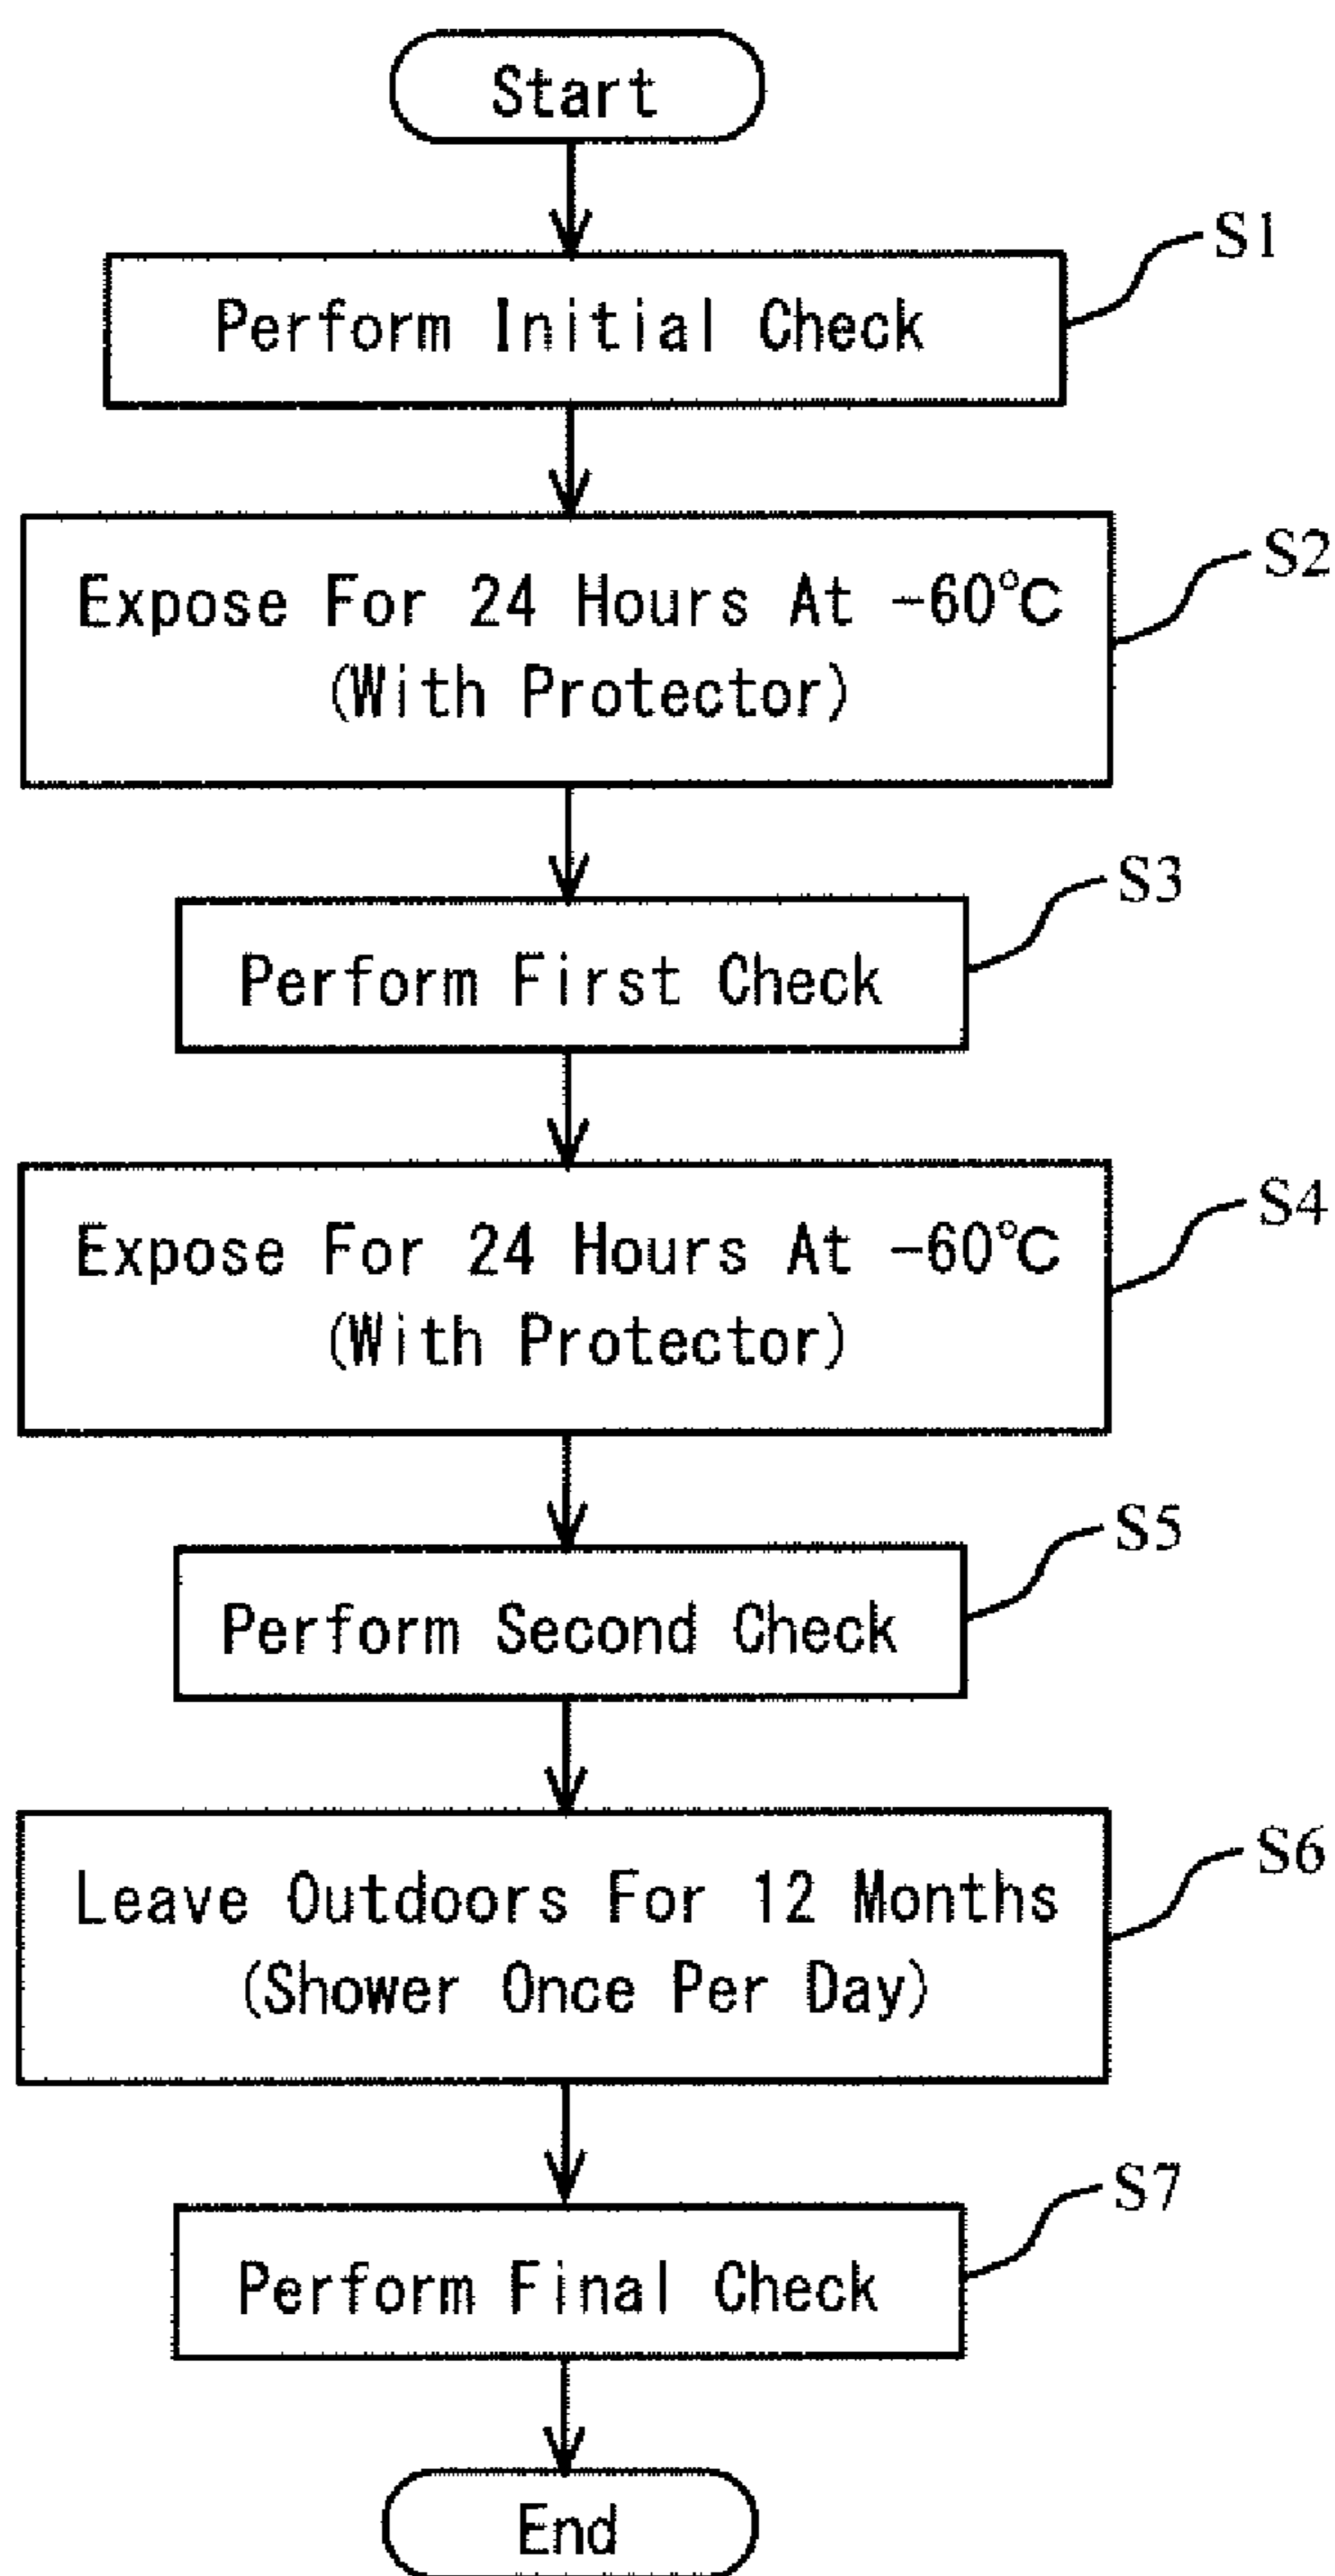 Start
S1
Perform Initial Check
S2
Expose For 24 Hours At -60℃
(With Protector)
S3
Perform First Check
S4
Expose For 24 Hours At -60℃
(With Protector)
S5
Perform Second Check
S6
Leave Outdoors For 12 Months
(Shower Once Per Day)
S7
Perform Final Check
End